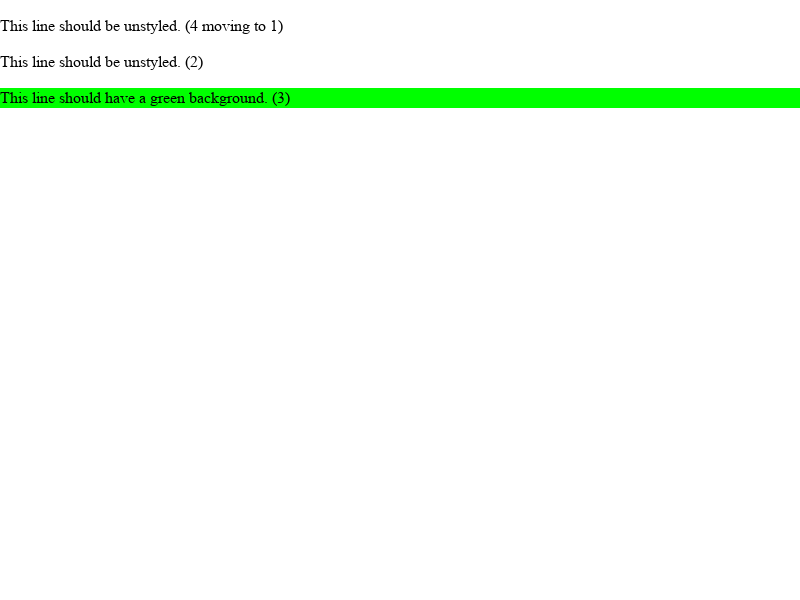 This line should be unstyled. (4 moving to 1)
This line should be unstyled. (2)
This line should have a green background. (3)